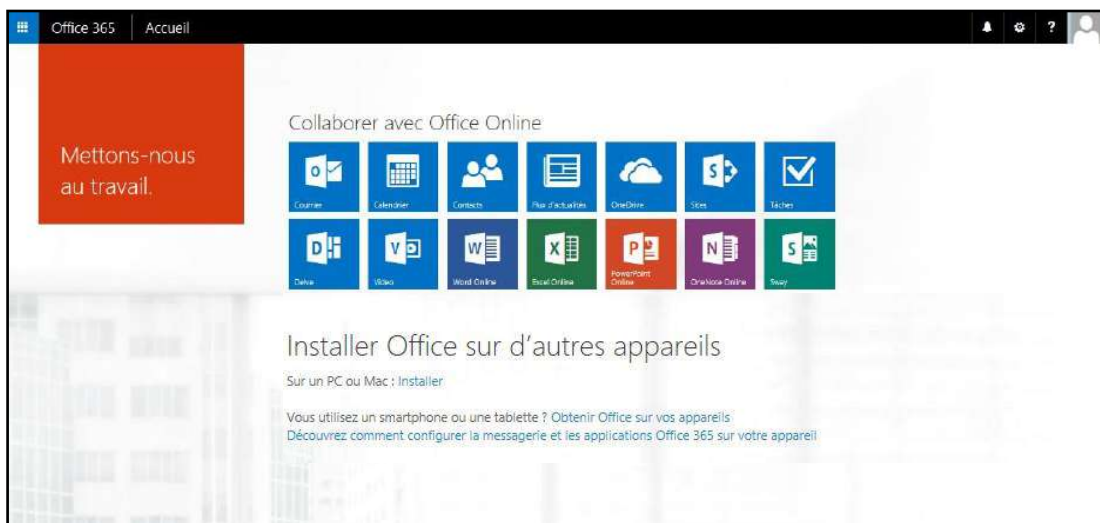 Office 365 Accueil ?
Mettons-nous
au travail.
Collaborer avec Office Online
Courrier Calendrier Contacts Flux d'actualités OneDrive Sites Tâches
Delve Vidéo Word Online Excel Online PowerPoint Online OneNote Online Sway
Installer Office sur d'autres appareils
Sur un PC ou Mac : Installer
Vous utilisez un smartphone ou une tablette ? Obtenir Office sur vos appareils
Découvrez comment configurer la messagerie et les applications Office 365 sur votre appareil